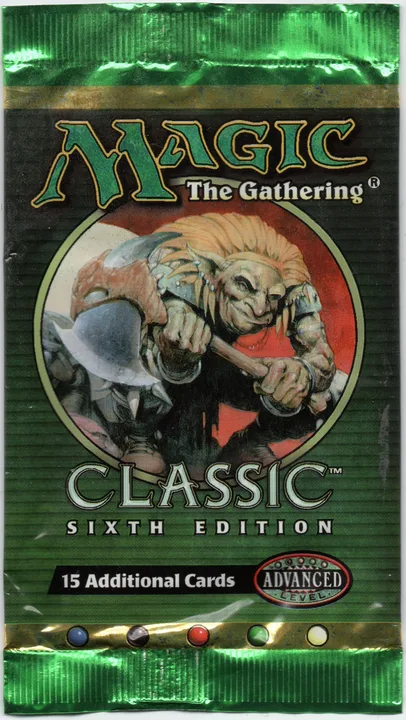 MAGIC
The Gathering®
CLASSIC™
SIXTH EDITION
15 Additional Cards
ADVANCED
LEVEL